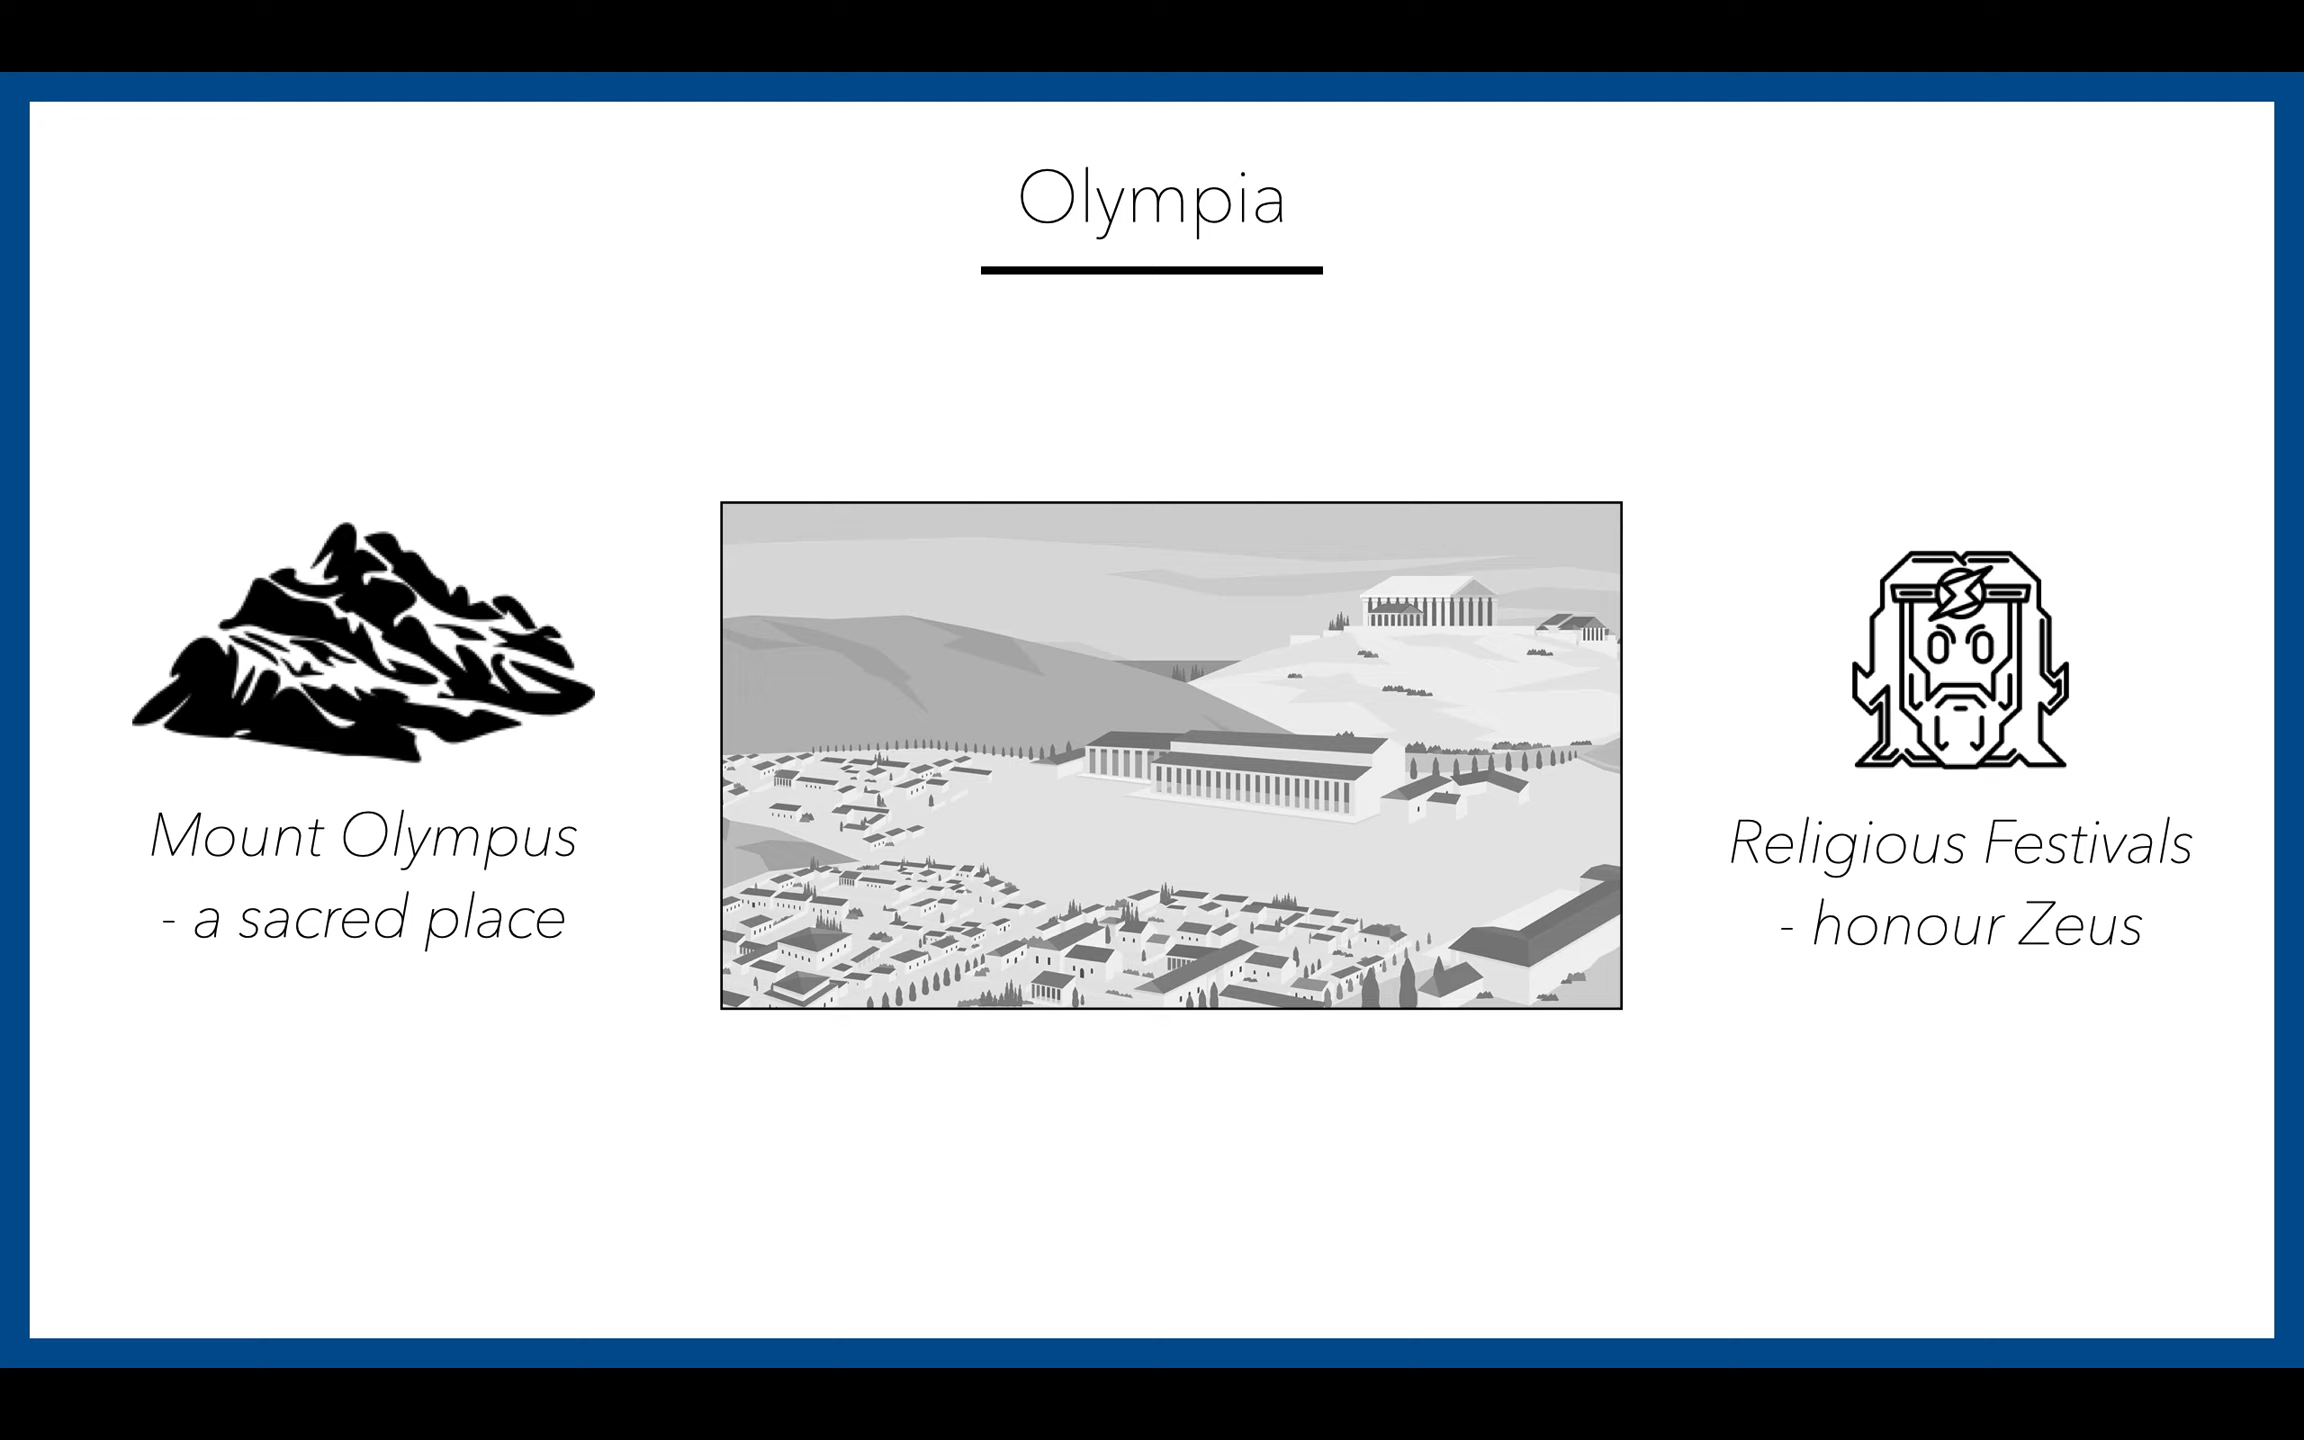 Olympia
Mount Olympus
- a sacred place
Religious Festivals
- honour Zeus